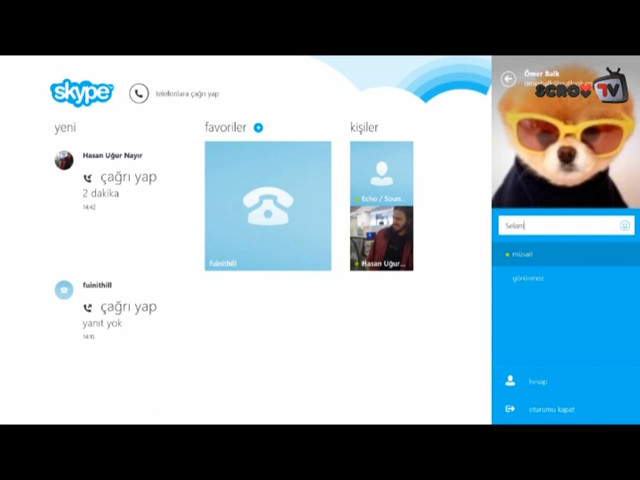 skype
telefonlara çağrı yap
yeni
Hasan Uğur Nayır
çağrı yap
2 dakika
14:42
fuinithill
çağrı yap
yanıt yok
14:15
favoriler
fuinithill
kişiler
Echo / Soun...
Hasan Uğur...
Ömer Balk
SCROLL TV
Selam
müsait
görünmez
hesap
oturumu kapat